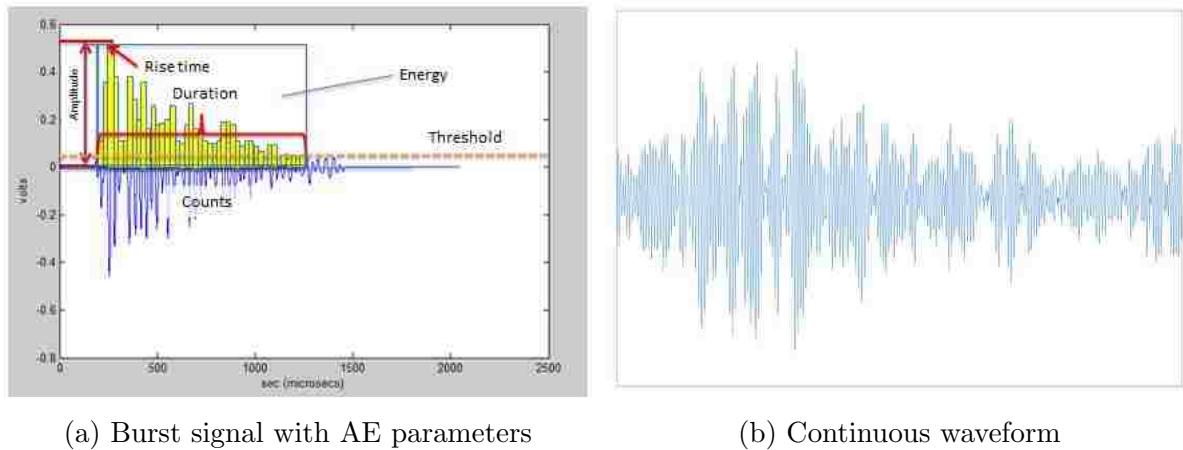 0.6
0.4
0.2
0
-0.2
-0.4
-0.6
-0.8
volts
Amplitude
Rise time
Duration
Energy
Threshold
Counts
0 500 1000 1500 2000 2500
sec (microsecs)
(a) Burst signal with AE parameters
(b) Continuous waveform